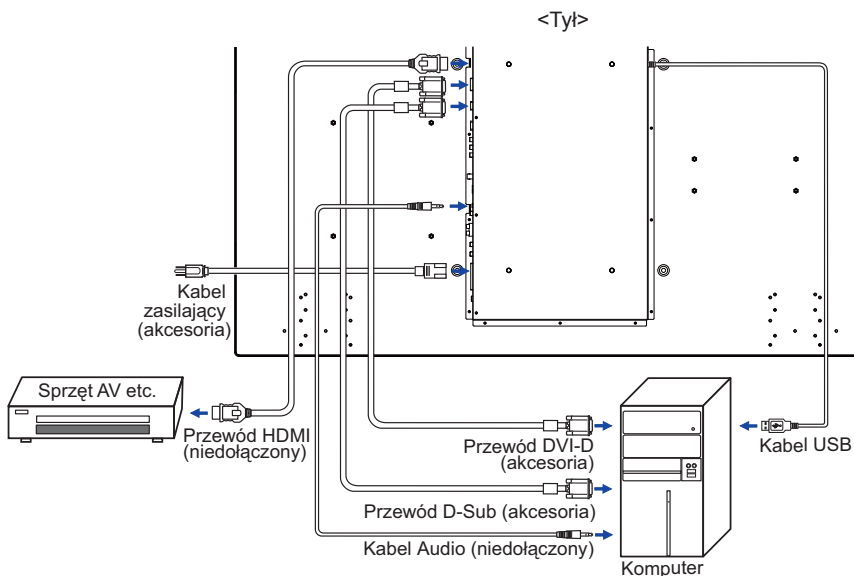 <Tył>
Kabel
zasilający
(akcesoria)
Sprzęt AV etc.
Przewód HDMI
(niedołączony)
Przewód DVI-D
(akcesoria)
Kabel USB
Przewód D-Sub (akcesoria)
Kabel Audio (niedołączony)
Komputer